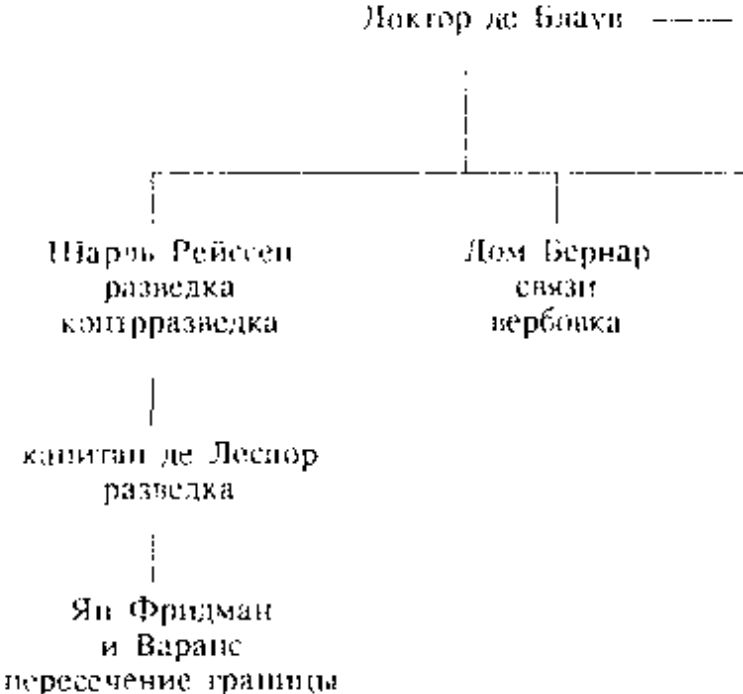 Доктор де Блаув
Шарль Рейссен
разведка
контрразведка
Дом Бернар
связи
вербовка
капитан де Леспор
разведка
Ян Фридман
и Варанс
пересечение границы